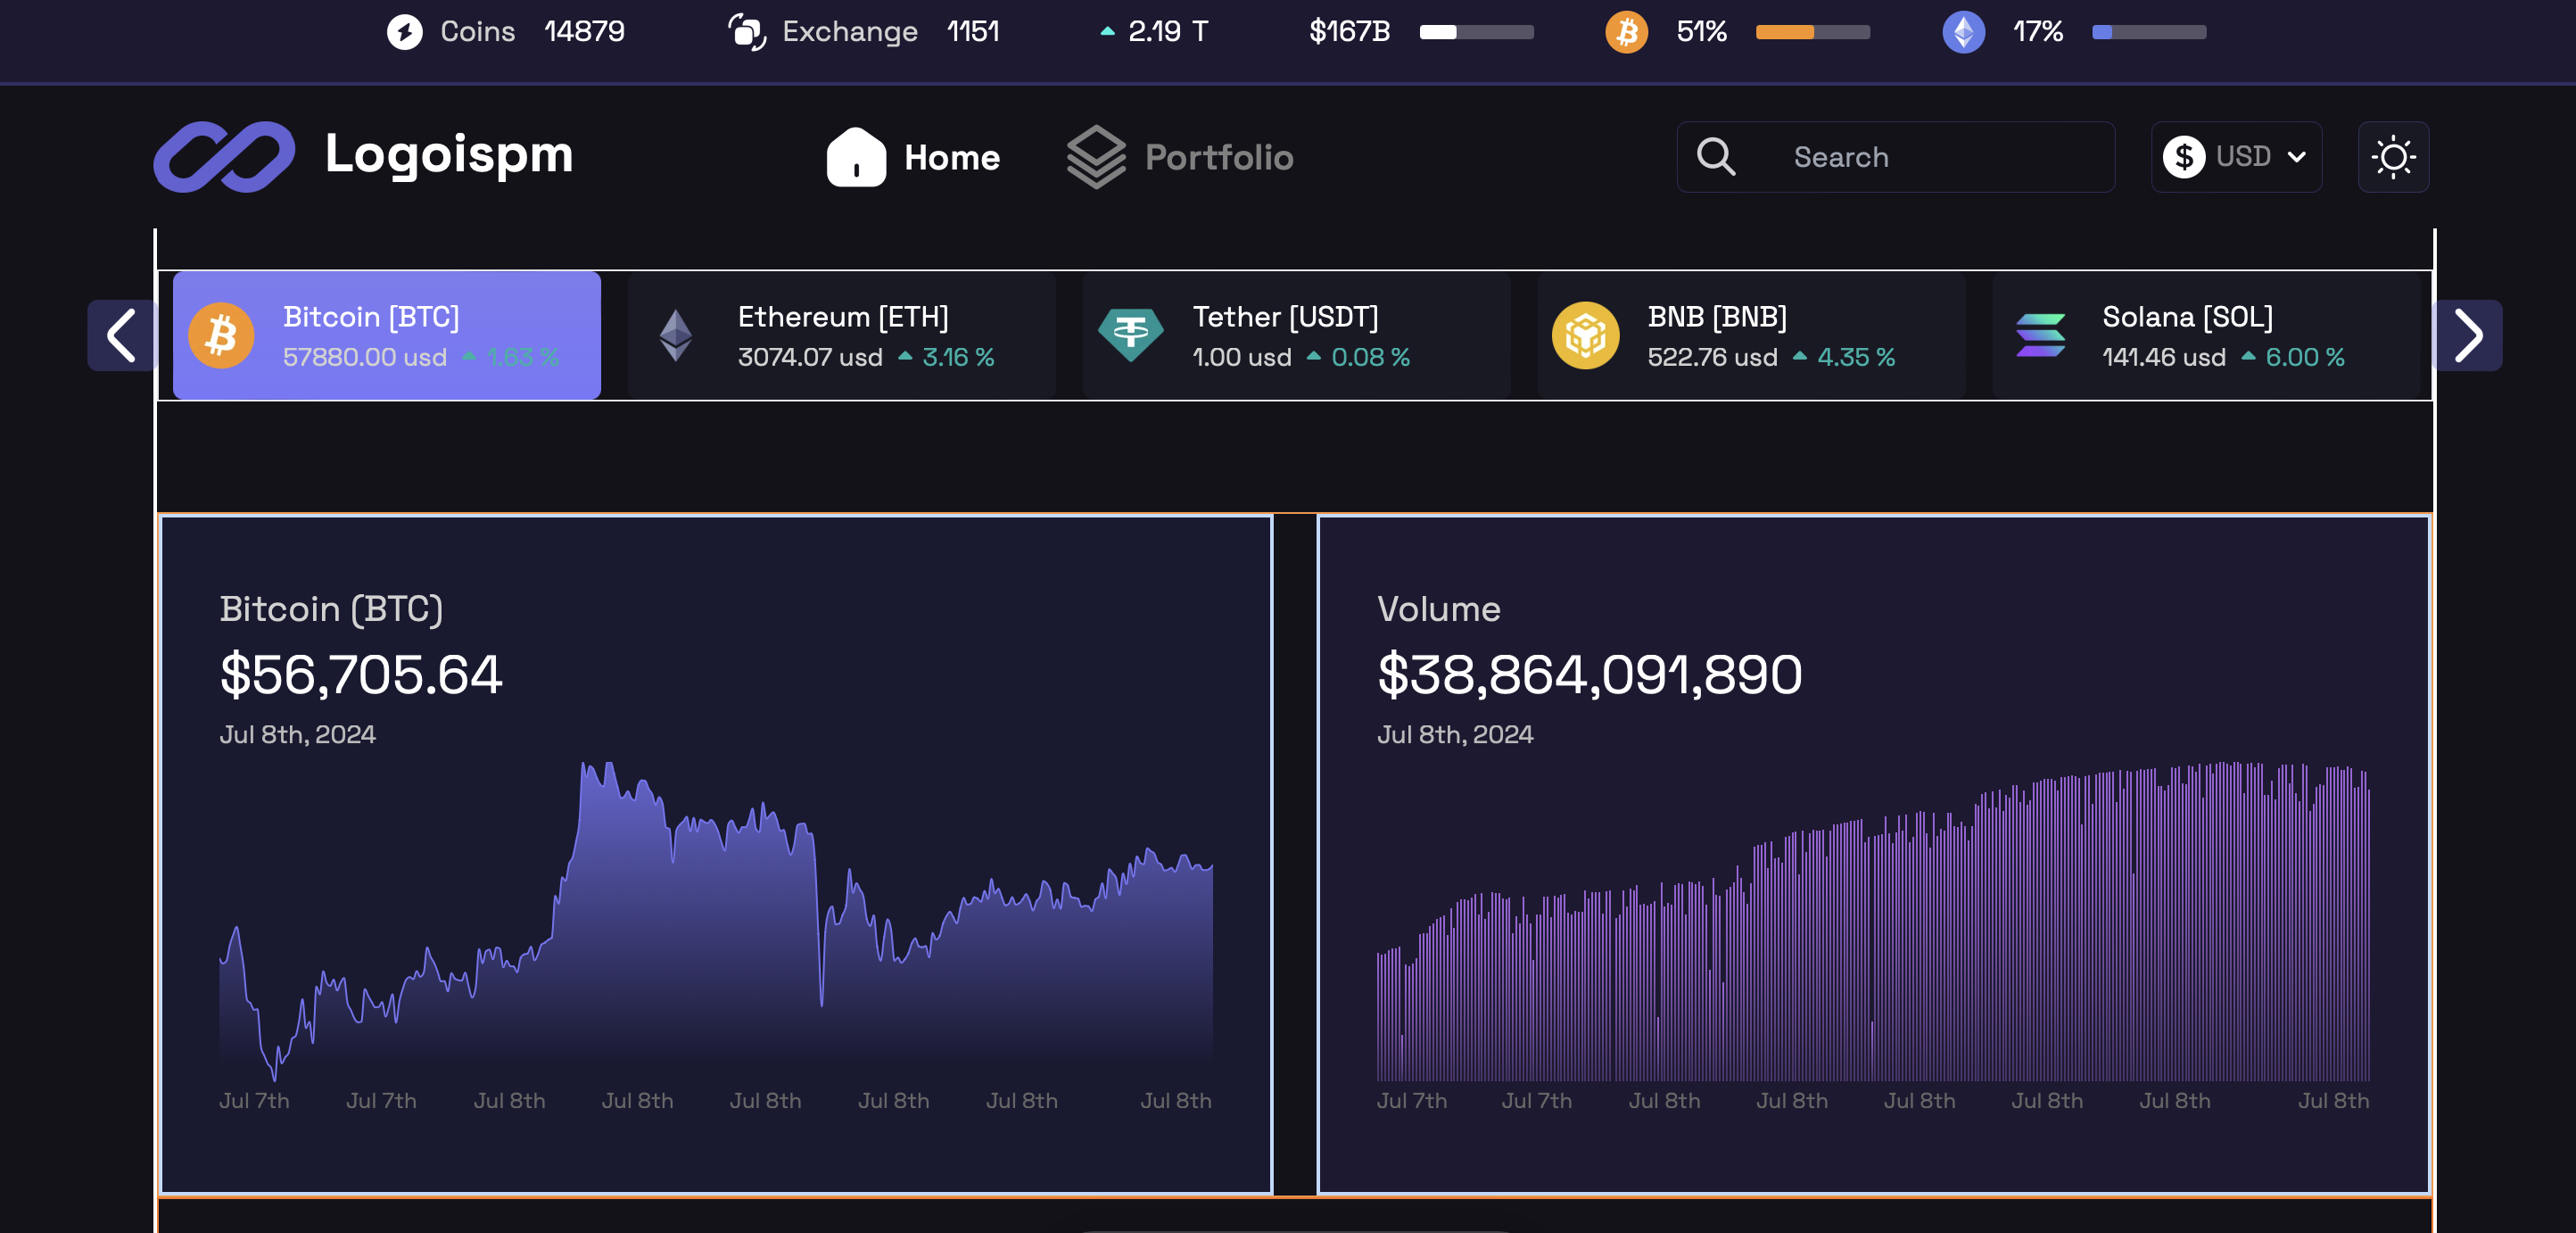 Coins 14879 Exchange 1151 2.19 T $167B 51% 17%
Logoispm Home Portfolio Search $ USD
Bitcoin [BTC]
57880.00 usd 1.63 %
Ethereum [ETH]
3074.07 usd 3.16 %
Tether [USDT]
1.00 usd 0.08 %
BNB [BNB]
522.76 usd 4.35 %
Solana [SOL]
141.46 usd 6.00 %
Bitcoin (BTC)
$56,705.64
Jul 8th, 2024
Jul 7th Jul 7th Jul 8th Jul 8th Jul 8th Jul 8th Jul 8th Jul 8th
Volume
$38,864,091,890
Jul 8th, 2024
Jul 7th Jul 7th Jul 8th Jul 8th Jul 8th Jul 8th Jul 8th Jul 8th